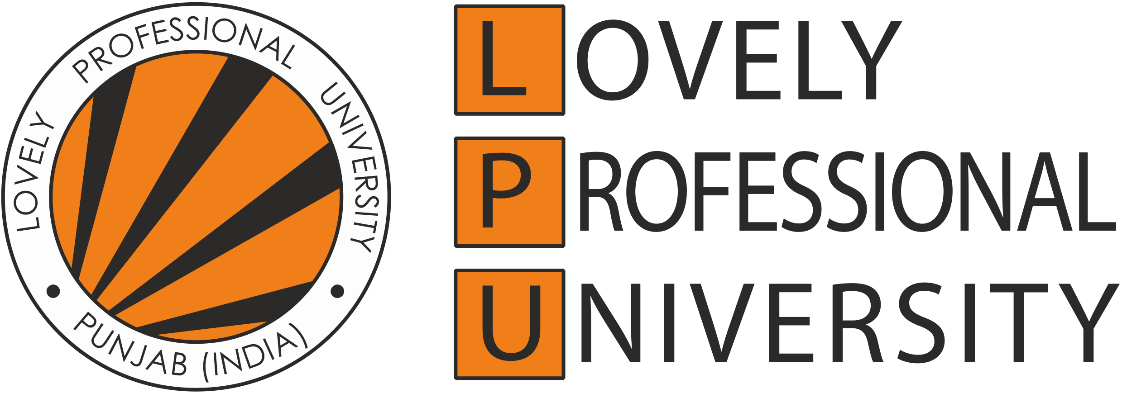 LOVELY PROFESSIONAL UNIVERSITY
• PUNJAB (INDIA) •
LOVELY
PROFESSIONAL
UNIVERSITY